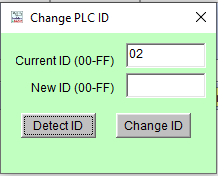 Change PLC ID
Current ID (00-FF) 02
New ID (00-FF)
Detect ID Change ID